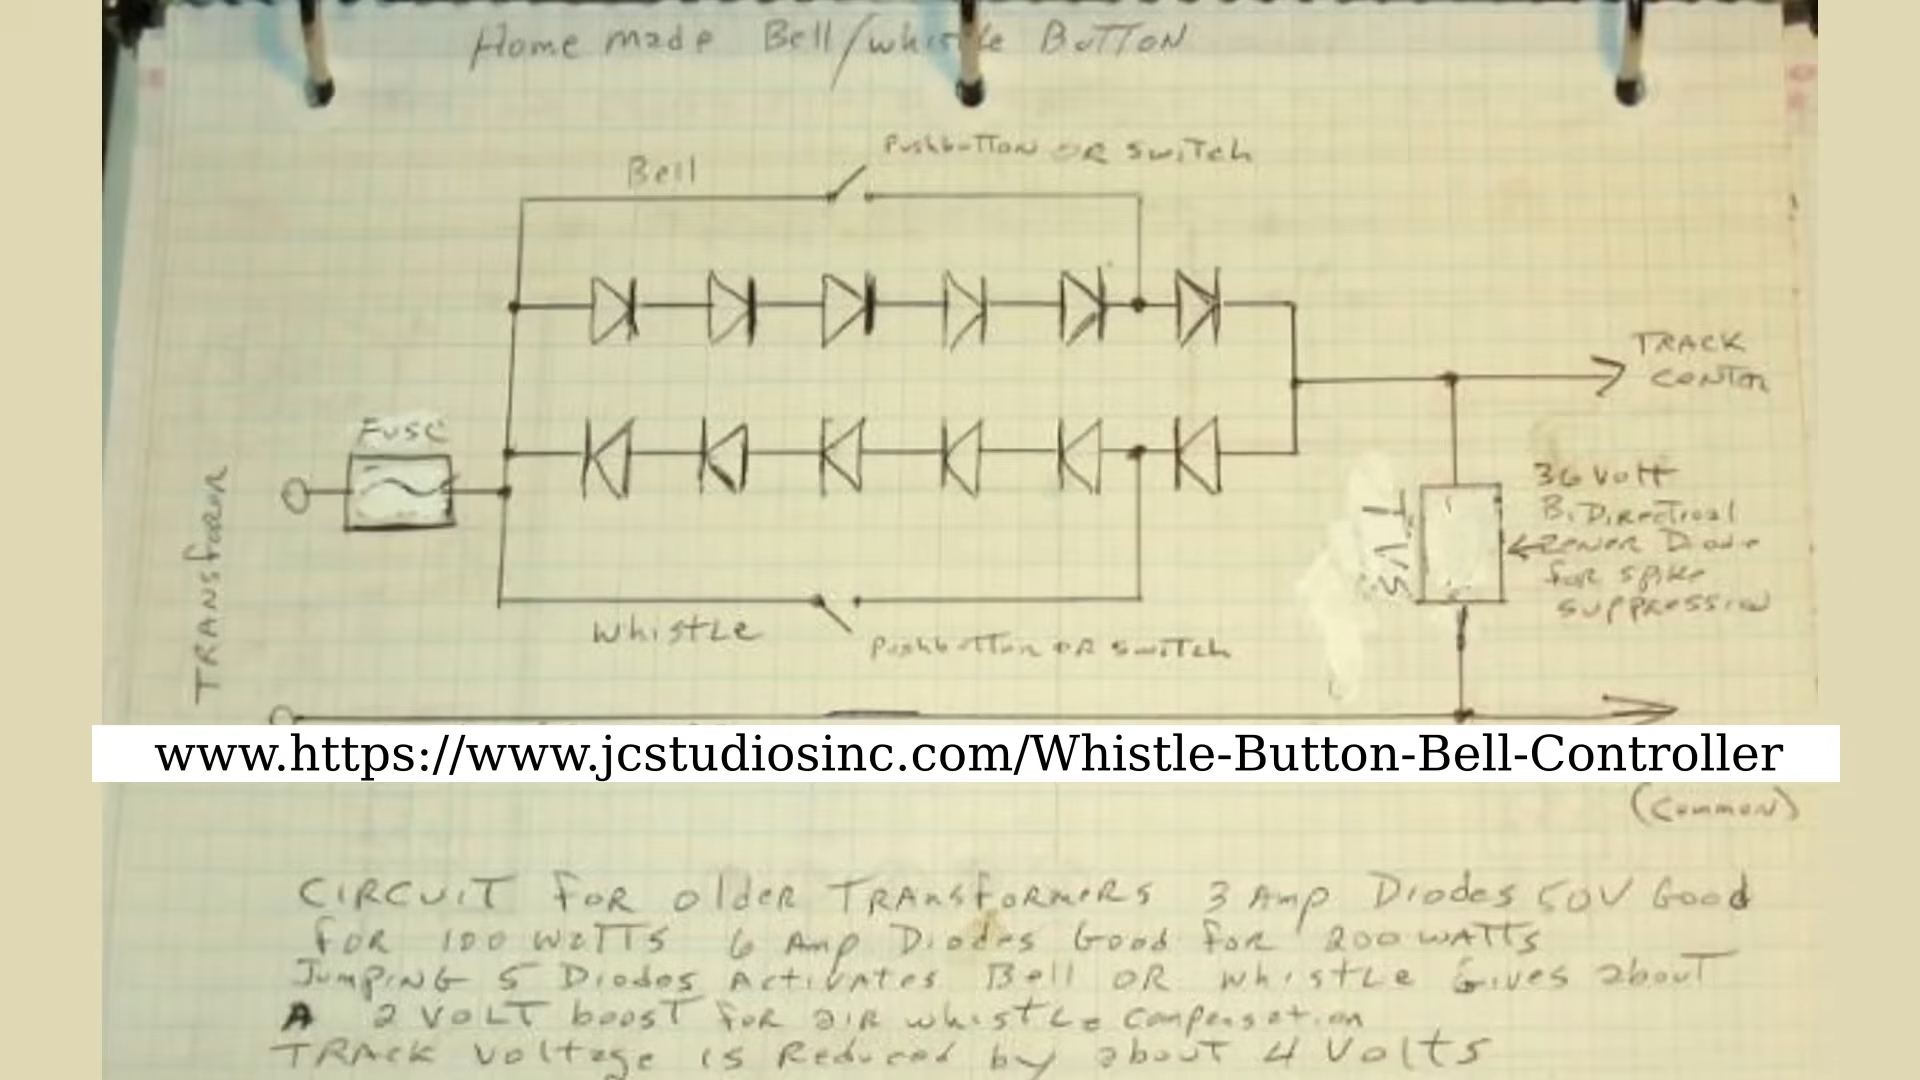 Home made Bell/whistle BuTTON
Pushbutton OR switch
Bell
TRACK
CENTER
Fuse
TRANSformer
36 Volt
BiDirectional
Zener Diode
for spike
suppression
TVS
whistle
Pushbutton OR switch
www.https://www.jcstudiosinc.com/Whistle-Button-Bell-Controller
(Common)
CIRCUIT for older TRANsformers 3 Amp Diodes 50V Good
for 100 watts 6 Amp Diodes Good for 200 watts
Jumping 5 Diodes Activates Bell OR whistle Gives about
A 2 VOLT boost for air whistle compensation
TRACK voltage is Reduced by about 4 Volts